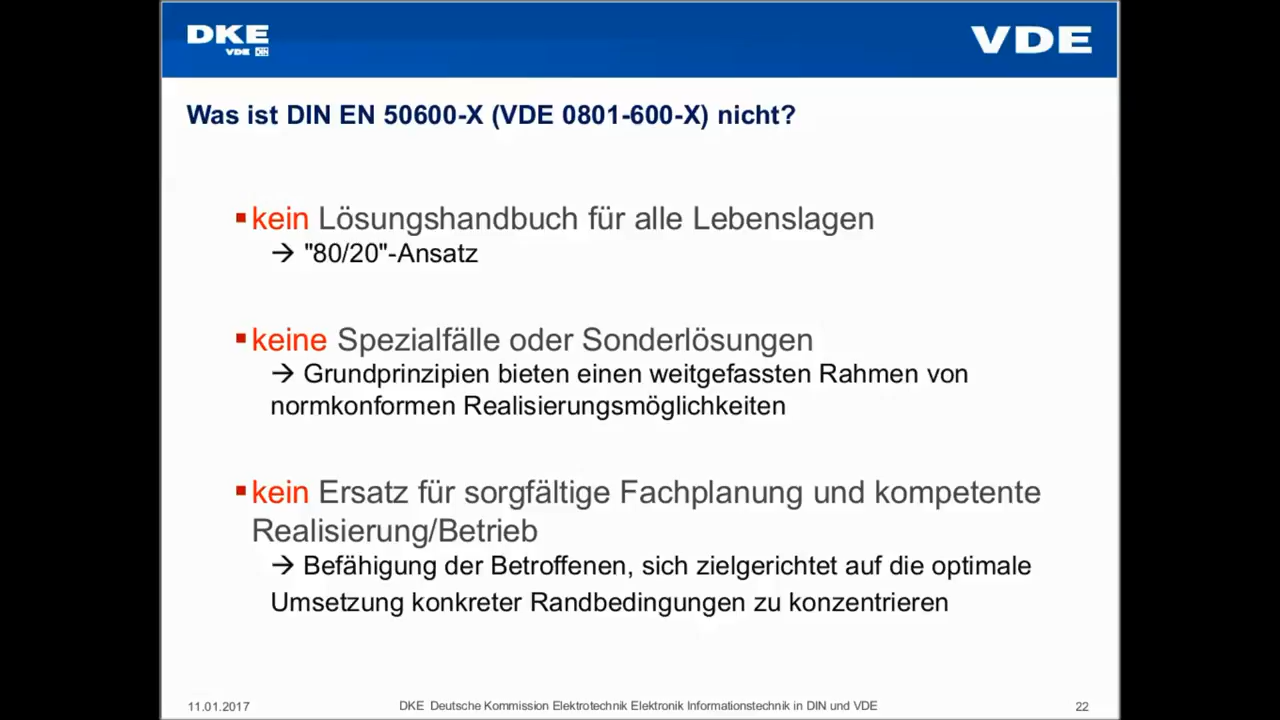 DKE
VDE DIN
VDE
Was ist DIN EN 50600-X (VDE 0801-600-X) nicht?
▪kein Lösungshandbuch für alle Lebenslagen
→ "80/20"-Ansatz
▪keine Spezialfälle oder Sonderlösungen
→ Grundprinzipien bieten einen weitgefassten Rahmen von
normkonformen Realisierungsmöglichkeiten
▪kein Ersatz für sorgfältige Fachplanung und kompetente
Realisierung/Betrieb
→ Befähigung der Betroffenen, sich zielgerichtet auf die optimale
Umsetzung konkreter Randbedingungen zu konzentrieren
11.01.2017
DKE Deutsche Kommission Elektrotechnik Elektronik Informationstechnik in DIN und VDE
22